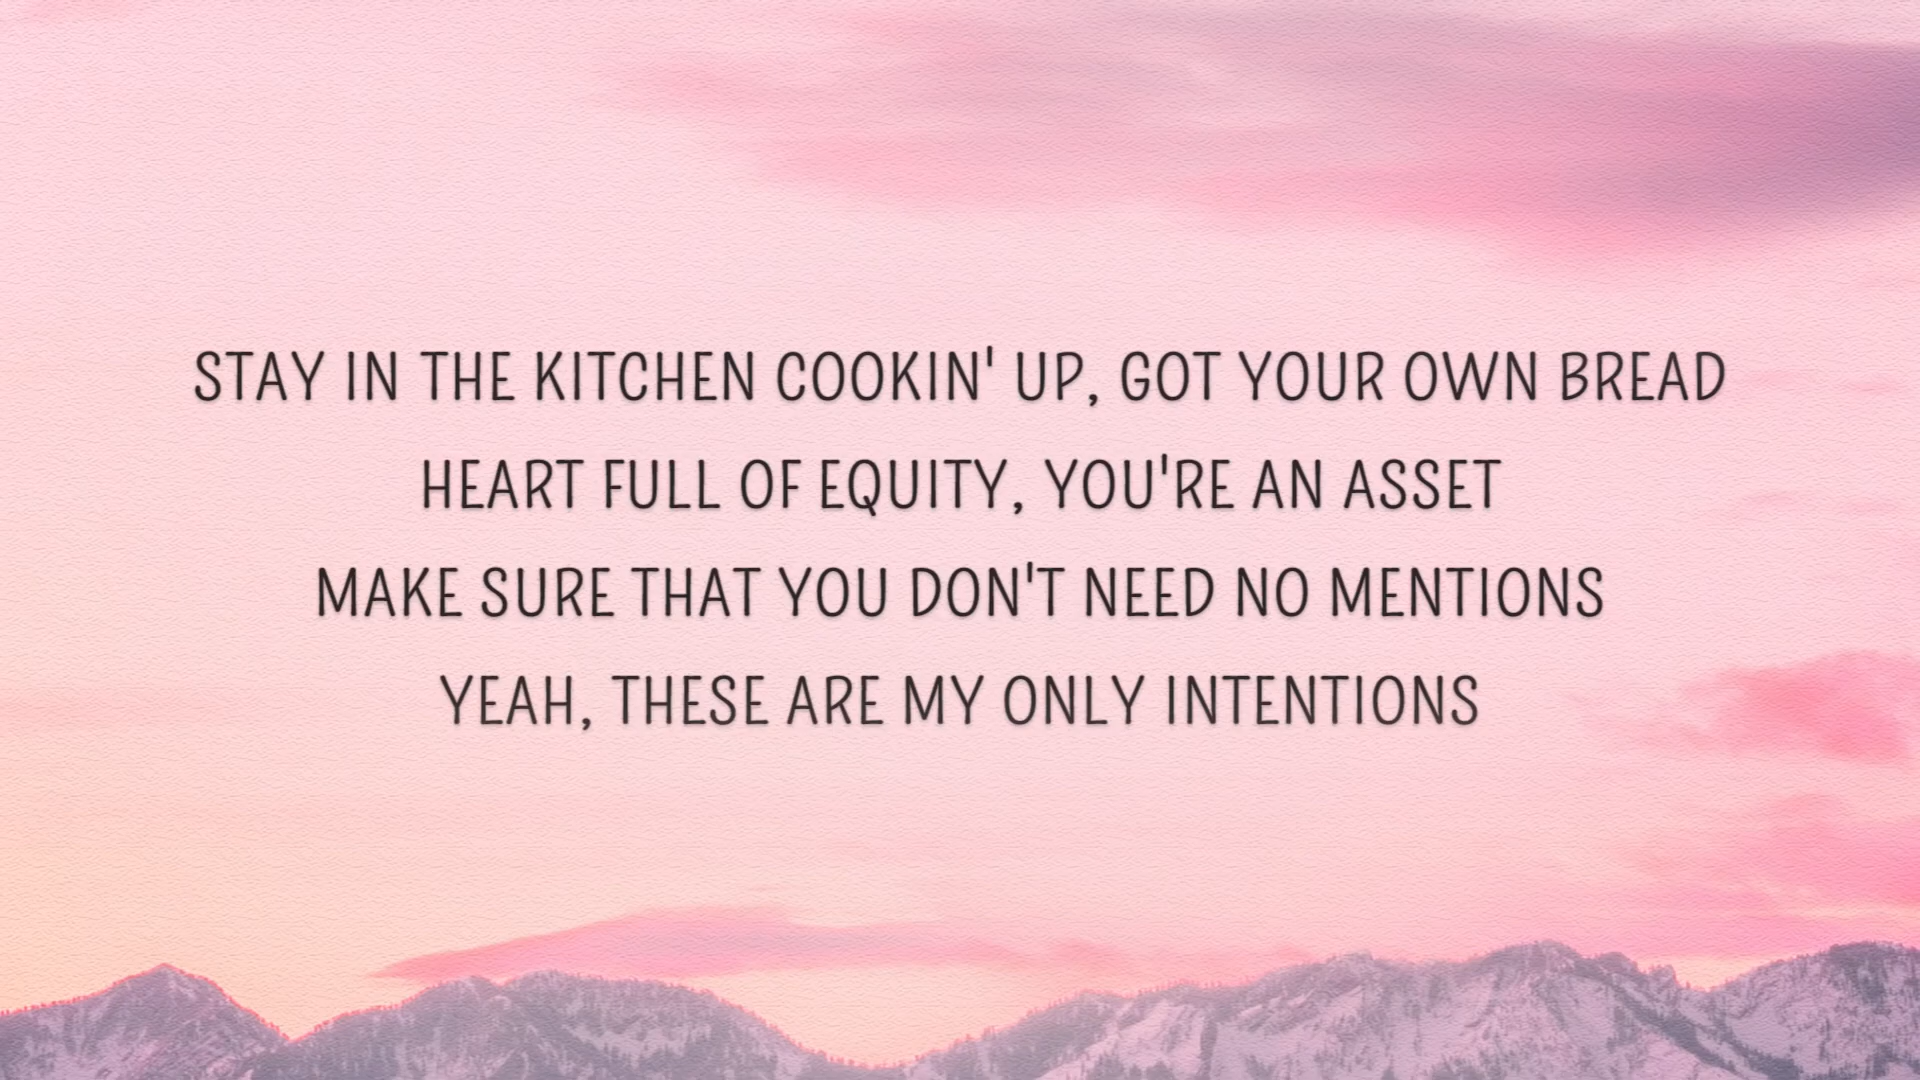 STAY IN THE KITCHEN COOKIN' UP, GOT YOUR OWN BREAD
HEART FULL OF EQUITY, YOU'RE AN ASSET
MAKE SURE THAT YOU DON'T NEED NO MENTIONS
YEAH, THESE ARE MY ONLY INTENTIONS